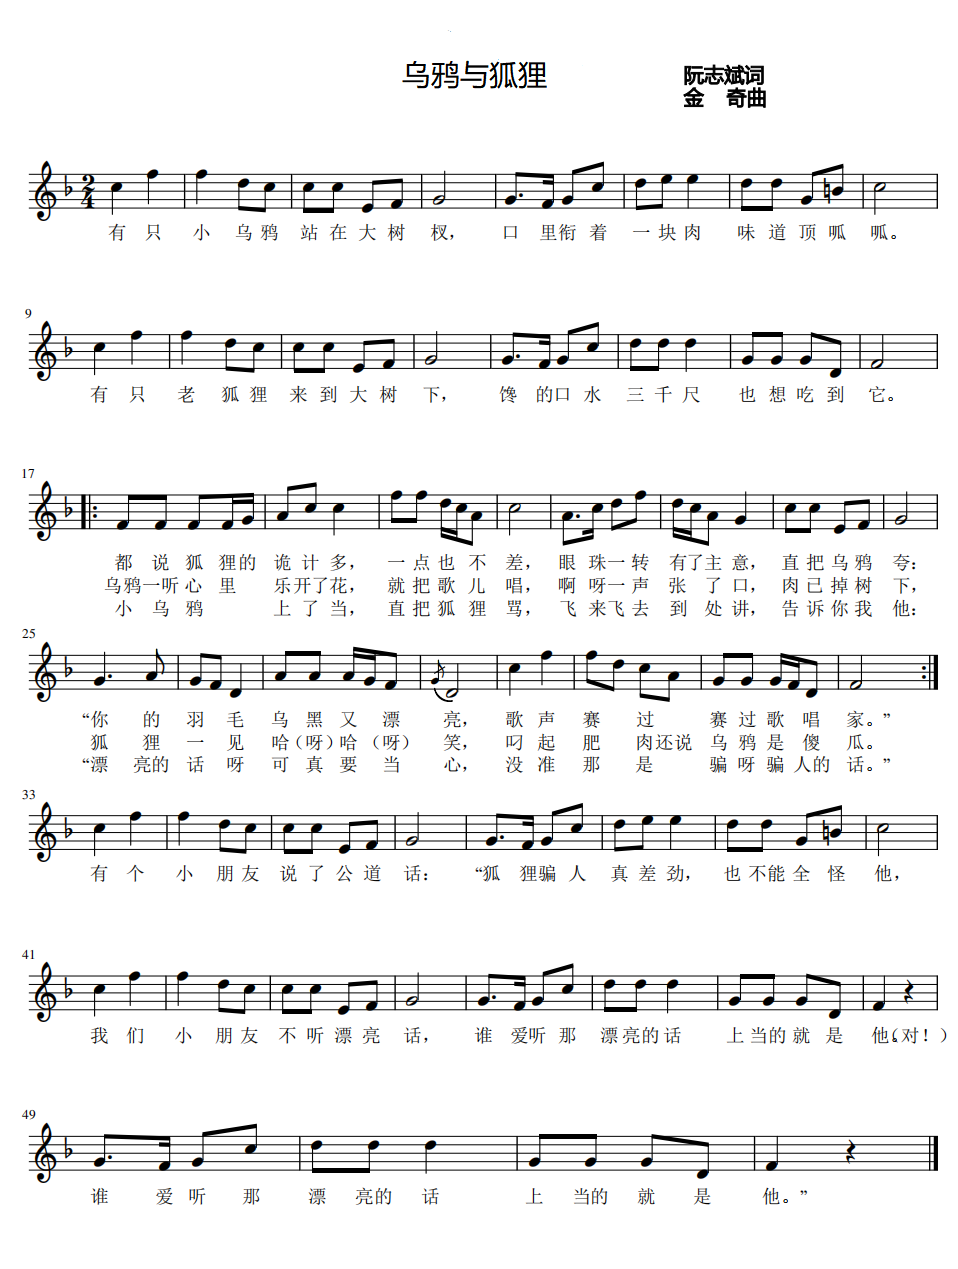 乌鸦与狐狸
阮志斌词
金 奇曲
2
4
有 只 小 乌 鸦 站 在 大 树 杈， 口 里衔 着 一 块 肉 味 道 顶 呱 呱。
9
有 只 老 狐 狸 来 到 大 树 下， 馋 的口 水 三 千 尺 也 想 吃 到 它。
17
都 说 狐 狸的 诡 计 多， 一 点 也 不 差， 眼 珠一 转 有了主 意， 直 把 乌 鸦 夸：
乌鸦一听 心 里 乐开了花， 就 把 歌 儿 唱， 啊 呀一 声 张 了 口， 肉 已 掉 树 下，
小 乌 鸦 上 了 当， 直 把 狐 狸 骂， 飞 来飞 去 到 处 讲， 告 诉 你 我 他：
25
“你 的 羽 毛 乌 黑 又 漂 亮， 歌 声 赛 过 赛 过 歌 唱 家。”
狐 狸 一 见 哈（呀）哈（呀） 笑， 叼 起 肥 肉还说 乌 鸦 是 傻 瓜。
“漂 亮的 话 呀 可 真 要 当 心， 没 准 那 是 骗 呀 骗 人的 话。”
33
有 个 小 朋 友 说 了 公 道 话： “狐 狸骗 人 真 差 劲， 也 不能 全 怪 他，
41
我 们 小 朋 友 不 听 漂 亮 话， 谁 爱听 那 漂 亮的 话 上 当的 就 是 他。(对！）
49
谁 爱 听 那 漂 亮的 话 上 当的 就 是 他。”